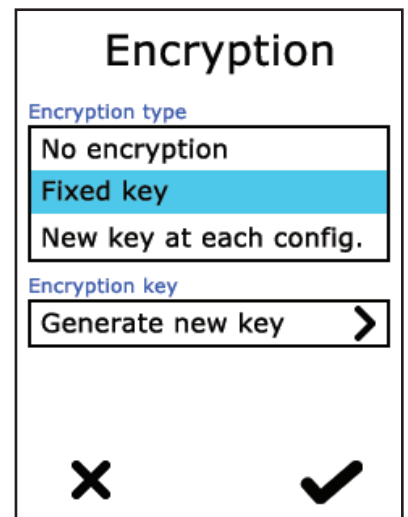 Encryption
Encryption type
No encryption
Fixed key
New key at each config.
Encryption key
Generate new key